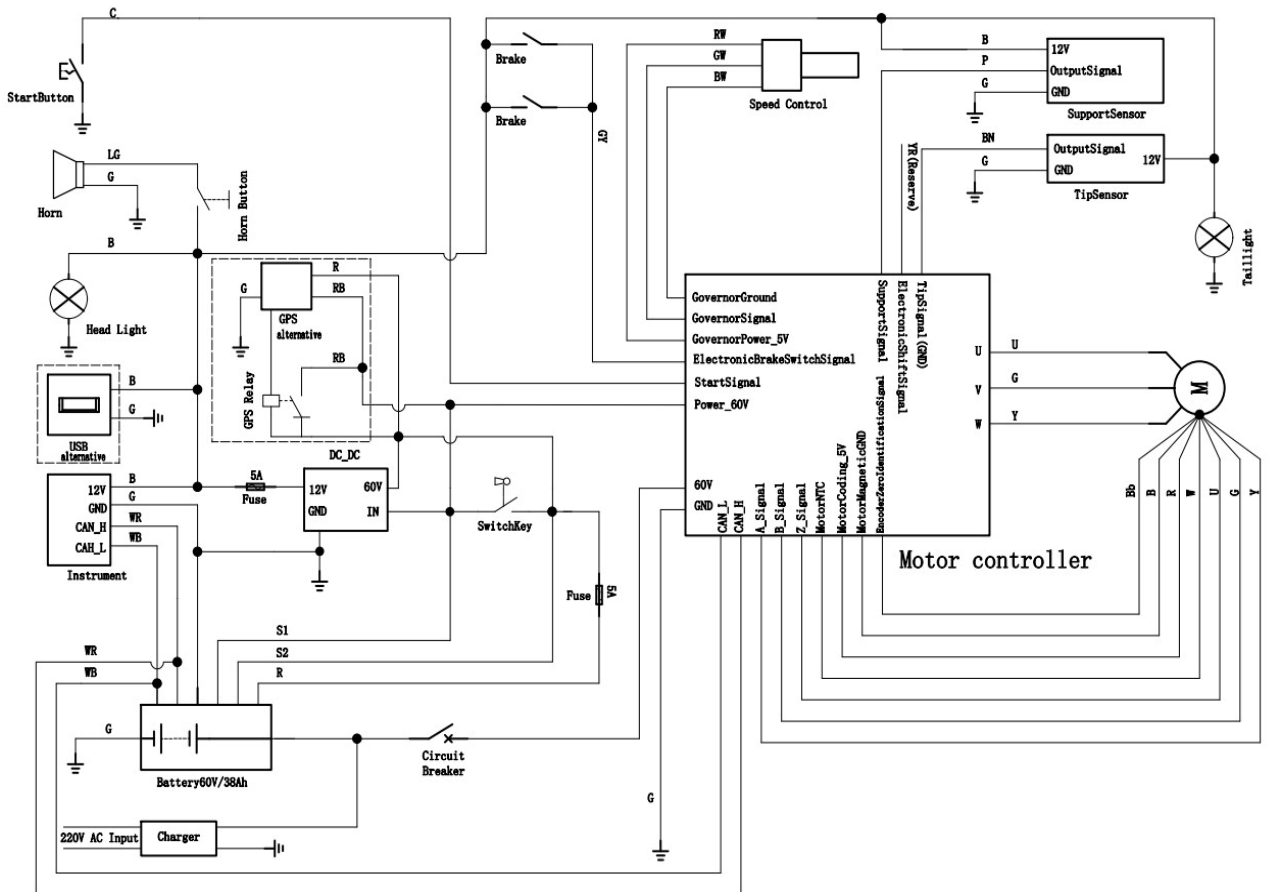 C
StartButton
LG
G
Horn
Horn Button
B
Head Light
B
G
USB
alternative
12V
GND
CAN_H
CAH_L
B
G
WR
WB
Instrument
R
RB
G
GPS
alternative
RB
GPS Relay
5A
Fuse
DC_DC
12V
60V
GND
IN
SwitchKey
Fuse
5A
Brake
Brake
GY
RW
GW
BW
Speed Control
B
P
G
12V
OutputSignal
GND
SupportSensor
BN
G
OutputSignal
GND
12V
TipSensor
YR(Reserve)
Taillight
GovernorGround
GovernorSignal
GovernorPower_5V
ElectronicBrakeSwitchSignal
StartSignal
Power_60V
60V
GND
SupportSignal
ElectronicShiftSignal
TipSignal(GND)
U
V
W
U
G
Y
M
CAN_L
CAN_H
A_Signal
B_Signal
Z_Signal
MotorNTC
MotorCoding_5V
MotorMagneticGND
EncoderZeroIdentificationSignal
Motor controller
Bb
B
R
W
U
G
Y
S1
S2
R
WR
WB
G
Battery60V/38Ah
Circuit
Breaker
G
220V AC Input
Charger